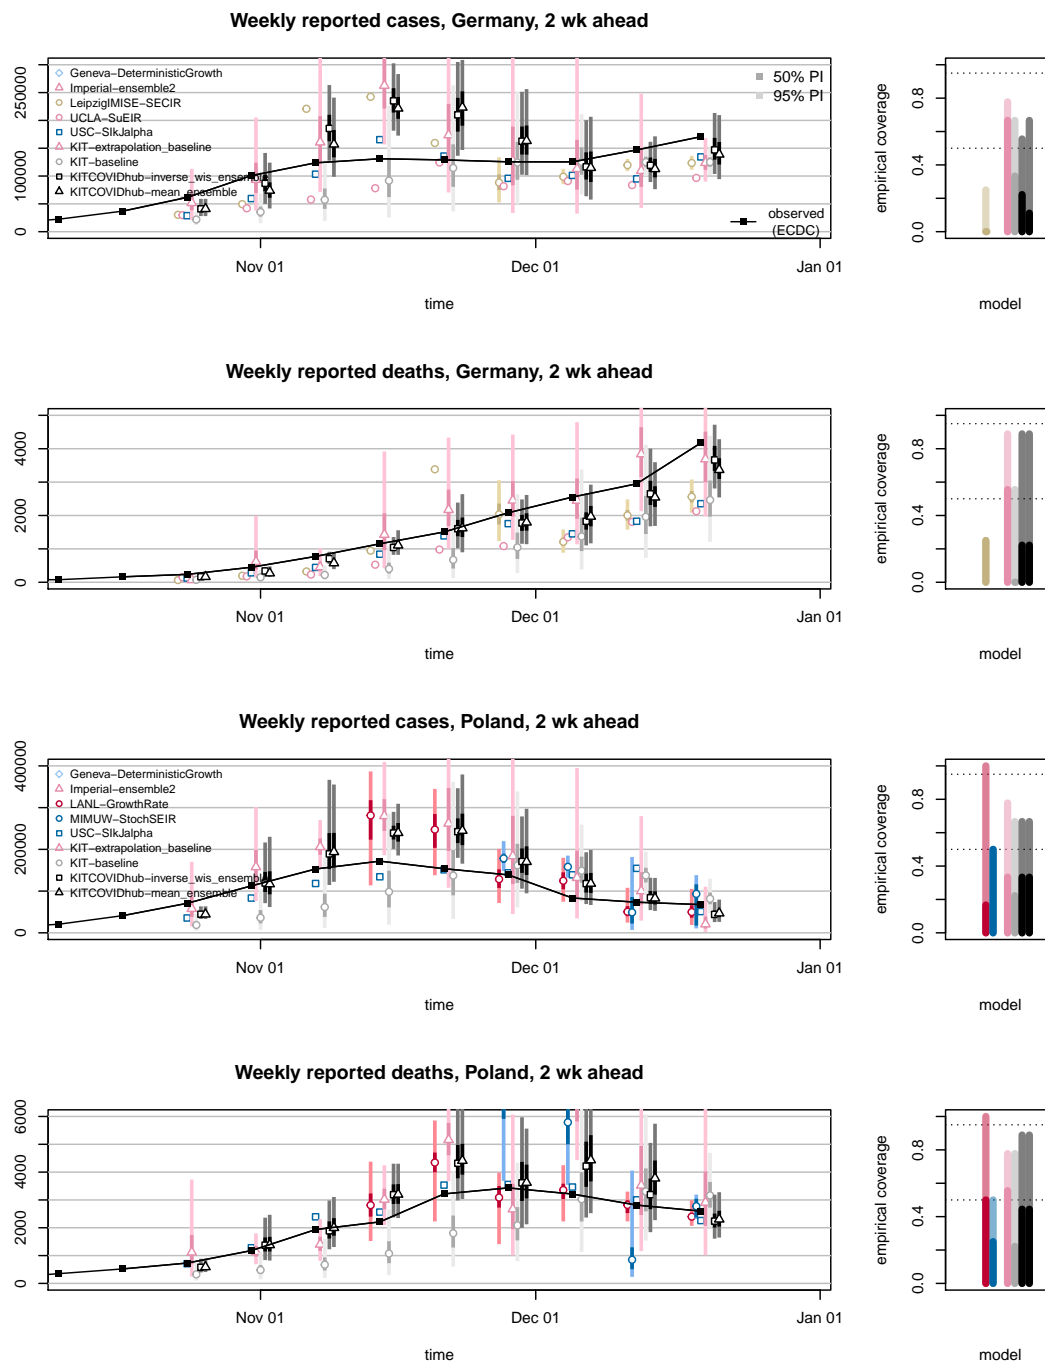 Weekly reported cases, Germany, 2 wk ahead
0
100000
250000
Geneva−DeterministicGrowth
Imperial−ensemble2
LeipzigIMISE−SECIR
UCLA−SuEIR
USC−SIkJalpha
KIT−extrapolation_baseline
KIT−baseline
KITCOVIDhub−inverse_wis_ensemble
KITCOVIDhub−mean_ensemble
50% PI
95% PI
observed
(ECDC)
Nov 01
Dec 01
Jan 01
time
empirical coverage
0.0
0.4
0.8
model
Weekly reported deaths, Germany, 2 wk ahead
0
2000
4000
Nov 01
Dec 01
Jan 01
time
empirical coverage
0.0
0.4
0.8
model
Weekly reported cases, Poland, 2 wk ahead
0
200000
400000
Geneva−DeterministicGrowth
Imperial−ensemble2
LANL−GrowthRate
MIMUW−StochSEIR
USC−SIkJalpha
KIT−extrapolation_baseline
KIT−baseline
KITCOVIDhub−inverse_wis_ensemble
KITCOVIDhub−mean_ensemble
Nov 01
Dec 01
Jan 01
time
empirical coverage
0.0
0.4
0.8
model
Weekly reported deaths, Poland, 2 wk ahead
0
2000
4000
6000
Nov 01
Dec 01
Jan 01
time
empirical coverage
0.0
0.4
0.8
model